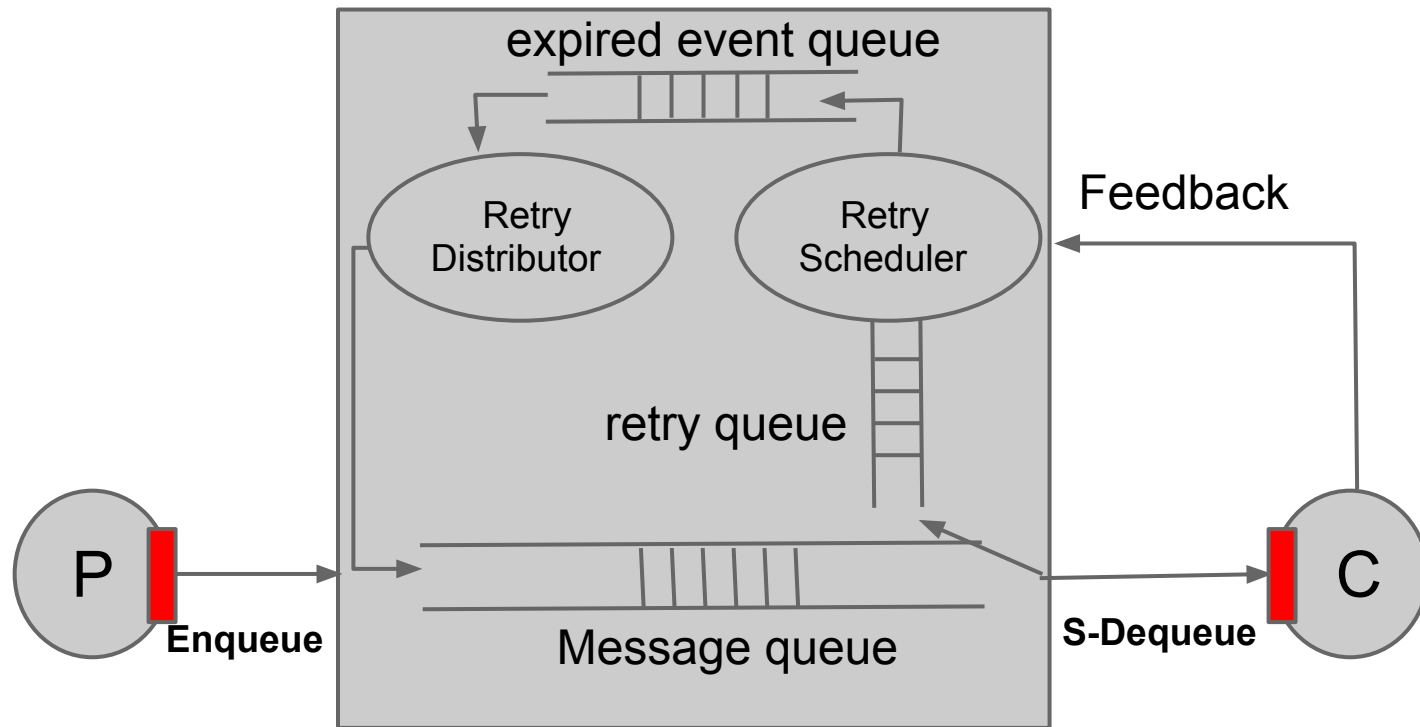 expired event queue
Retry
Distributor
Retry
Scheduler
Feedback
retry queue
P
Enqueue
Message queue
S-Dequeue
C